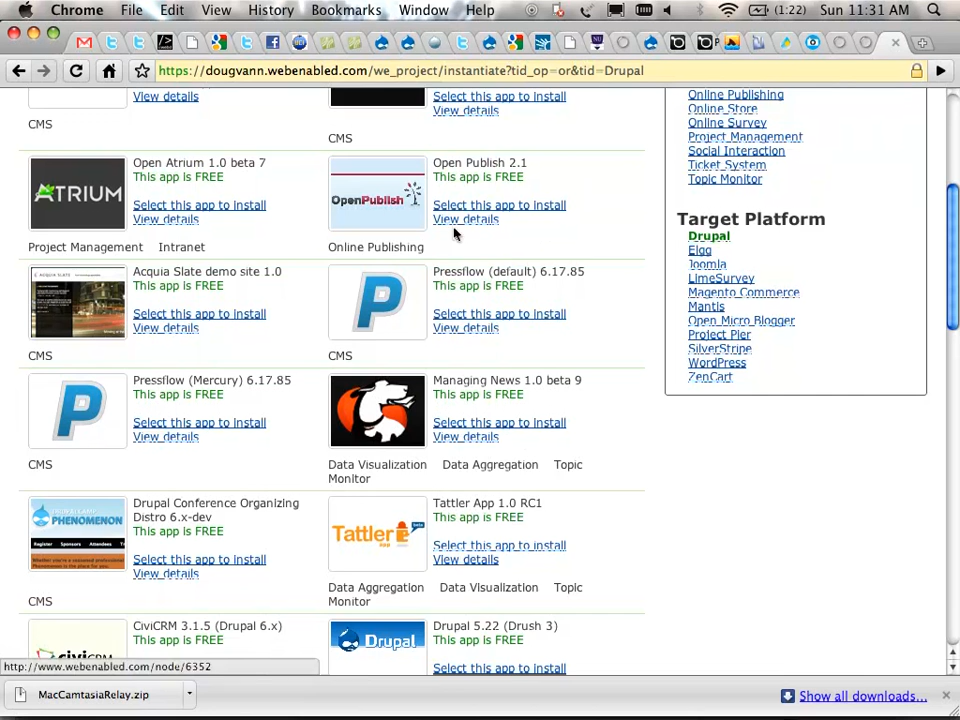 Chrome File Edit View History Bookmarks Window Help (1:22) Sun 11:31 AM
https://dougvann.webenabled.com/we_project/instantiate?tid_op=or&tid=Drupal
View details
Select this app to install
View details
CMS
CMS
Open Atrium 1.0 beta 7
This app is FREE
Select this app to install
View details
ATRIUM
Project Management Intranet
Open Publish 2.1
This app is FREE
Select this app to install
View details
OpenPublish
Online Publishing
Acquia Slate demo site 1.0
This app is FREE
Select this app to install
View details
CMS
Pressflow (default) 6.17.85
This app is FREE
Select this app to install
View details
P
CMS
Pressflow (Mercury) 6.17.85
This app is FREE
Select this app to install
View details
P
CMS
Managing News 1.0 beta 9
This app is FREE
Select this app to install
View details
Data Visualization Data Aggregation Topic
Monitor
Drupal Conference Organizing
Distro 6.x-dev
This app is FREE
Select this app to install
View details
PHENOMENON
Register Sponsors Attendees
CMS
Tattler App 1.0 RC1
This app is FREE
Select this app to install
View details
Tattler
app
beta
Data Aggregation Data Visualization Topic
Monitor
CiviCRM 3.1.5 (Drupal 6.x)
This app is FREE
Drupal 5.22 (Drush 3)
This app is FREE
Select this app to install
Drupal
Online Publishing
Online Store
Online Survey
Project Management
Social Interaction
Ticket System
Topic Monitor
Target Platform
Drupal
Elgg
Joomla
LimeSurvey
Magento Commerce
Mantis
Open Micro Blogger
Project Pier
SilverStripe
WordPress
ZenCart
http://www.webenabled.com/node/6352
MacCamtasiaRelay.zip
Show all downloads...